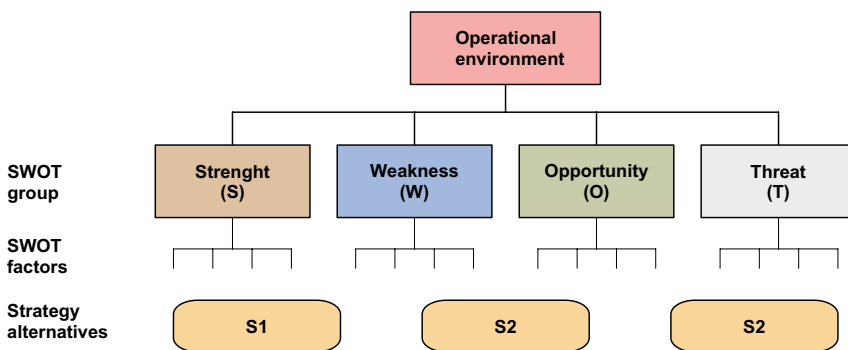 Operational
environment
SWOT
group
Strenght
(S)
Weakness
(W)
Opportunity
(O)
Threat
(T)
SWOT
factors
Strategy
alternatives
S1
S2
S2